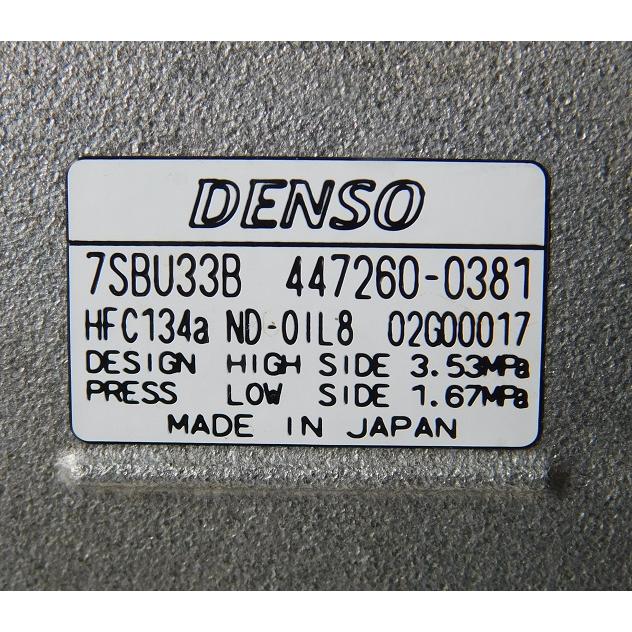 DENSO
7SBU33B 447260-0381
HFC134a ND-OIL8 02G00017
DESIGN HIGH SIDE 3.53MPa
PRESS LOW SIDE 1.67MPa
MADE IN JAPAN